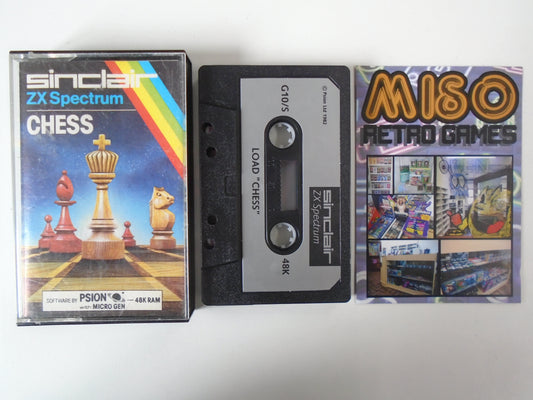 sinclair
ZX Spectrum
CHESS
SOFTWARE BY PSION
with MICRO GEN
48K RAM
© Psion Ltd 1982
G10/S
LOAD "CHESS"
sinclair
ZX Spectrum
48K
MISO
RETRO GAMES